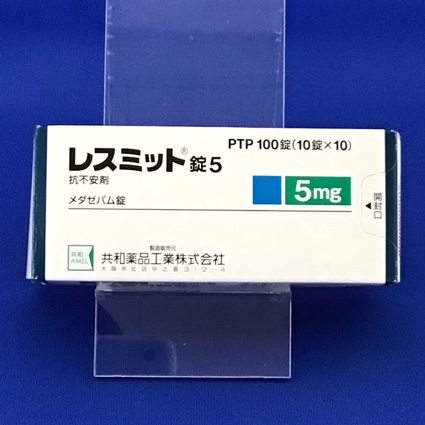 PTP 100錠(10錠×10)
レスミット®錠5
抗不安剤
5mg
メダゼパム錠
開封口
共和
AMEL
製造販売元
共和薬品工業株式会社
大阪市北区中之島3-2-4